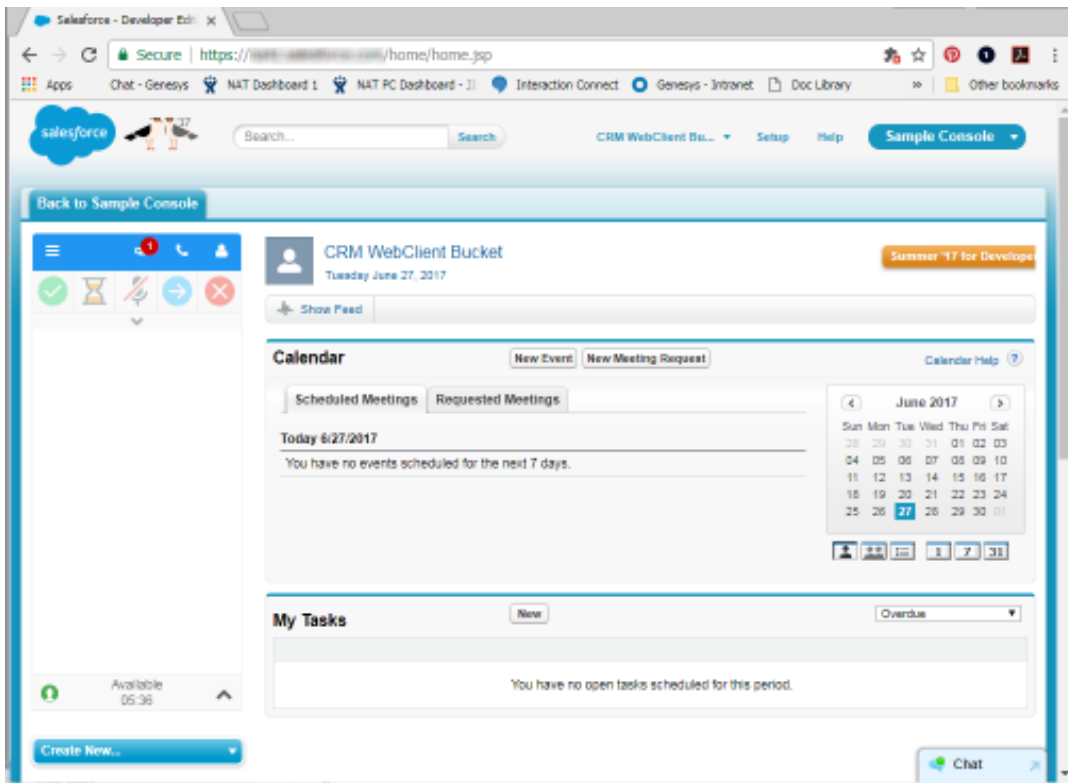 Salesforce - Developer Edit
Secure https:// /home/home.jsp
Apps Chat - Genesys NAT Dashboard 1 NAT PC Dashboard - Interaction Connect Genesys - Intranet Doc Library » Other bookmarks
salesforce '17 Search... Search CRM WebClient Bu... Setup Help Sample Console
Back to Sample Console
1
CRM WebClient Bucket
Tuesday June 27, 2017
Summer '17 for Develope
Show Feed
Calendar New Event New Meeting Request Calendar Help ?
Scheduled Meetings Requested Meetings
Today 6/27/2017
You have no events scheduled for the next 7 days.
June 2017
Sun Mon Tue Wed Thu Fri Sat
28 29 30 31 01 02 03
04 05 06 07 08 09 10
11 12 13 14 15 16 17
18 19 20 21 22 23 24
25 26 27 28 29 30 01
1 7 31
My Tasks New Overdue
You have no open tasks scheduled for this period.
Available
05:36
Create New...
Chat